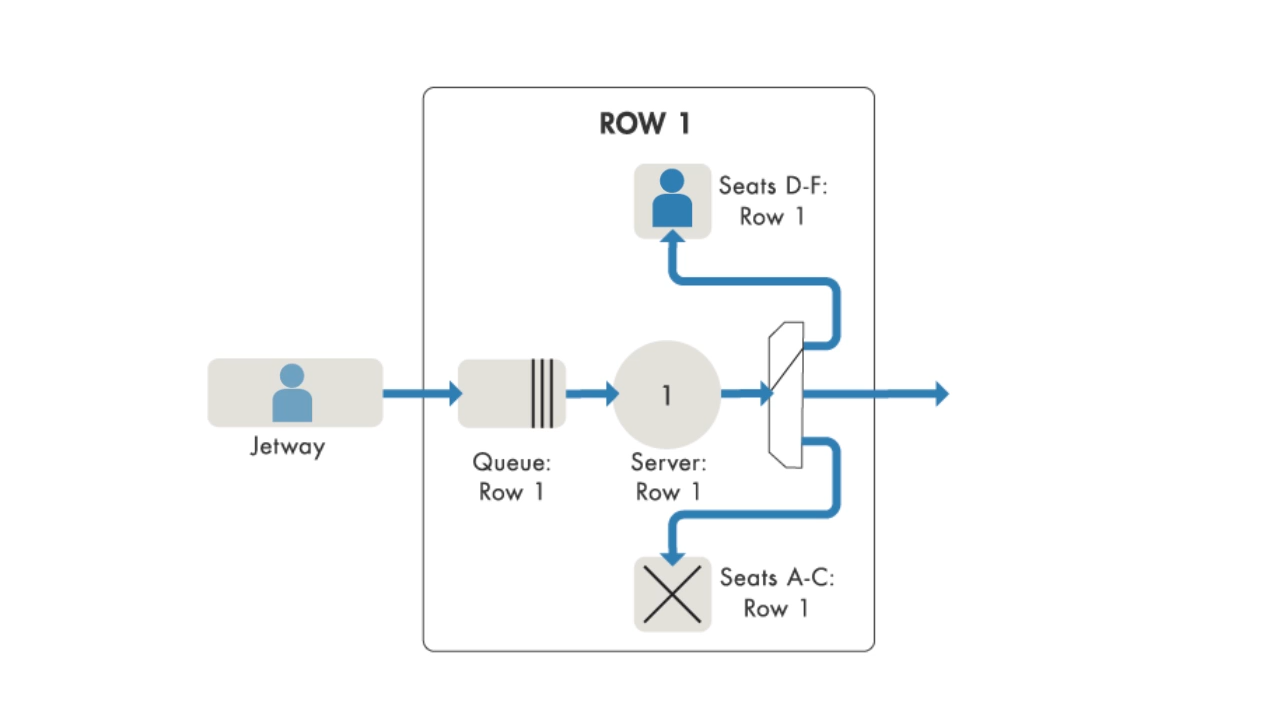 ROW 1
Seats D-F:
Row 1
1
Jetway
Queue:
Row 1
Server:
Row 1
Seats A-C:
Row 1